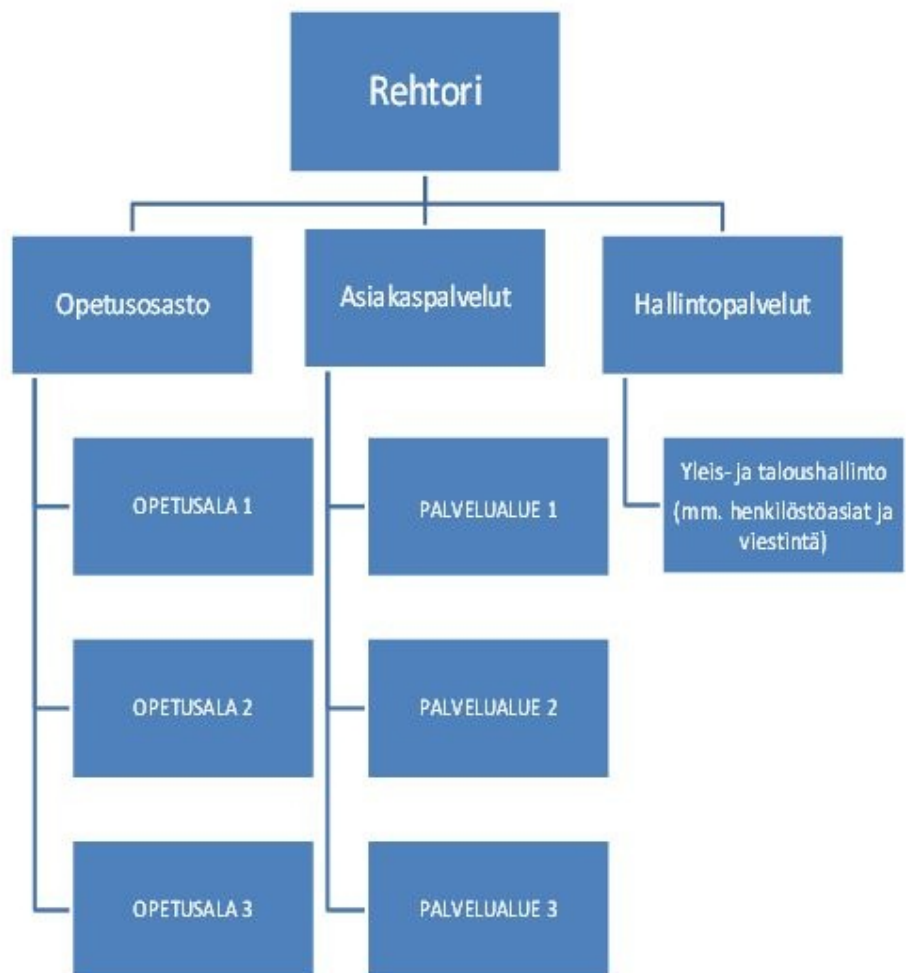 Rehtori
Opetusosasto
Asiakaspalvelut
Hallintopalvelut
OPETUSALA 1
PALVELUALUE 1
Yleis- ja taloushallinto
(mm. henkilöstöasiat ja
viestintä)
OPETUSALA 2
PALVELUALUE 2
OPETUSALA 3
PALVELUALUE 3